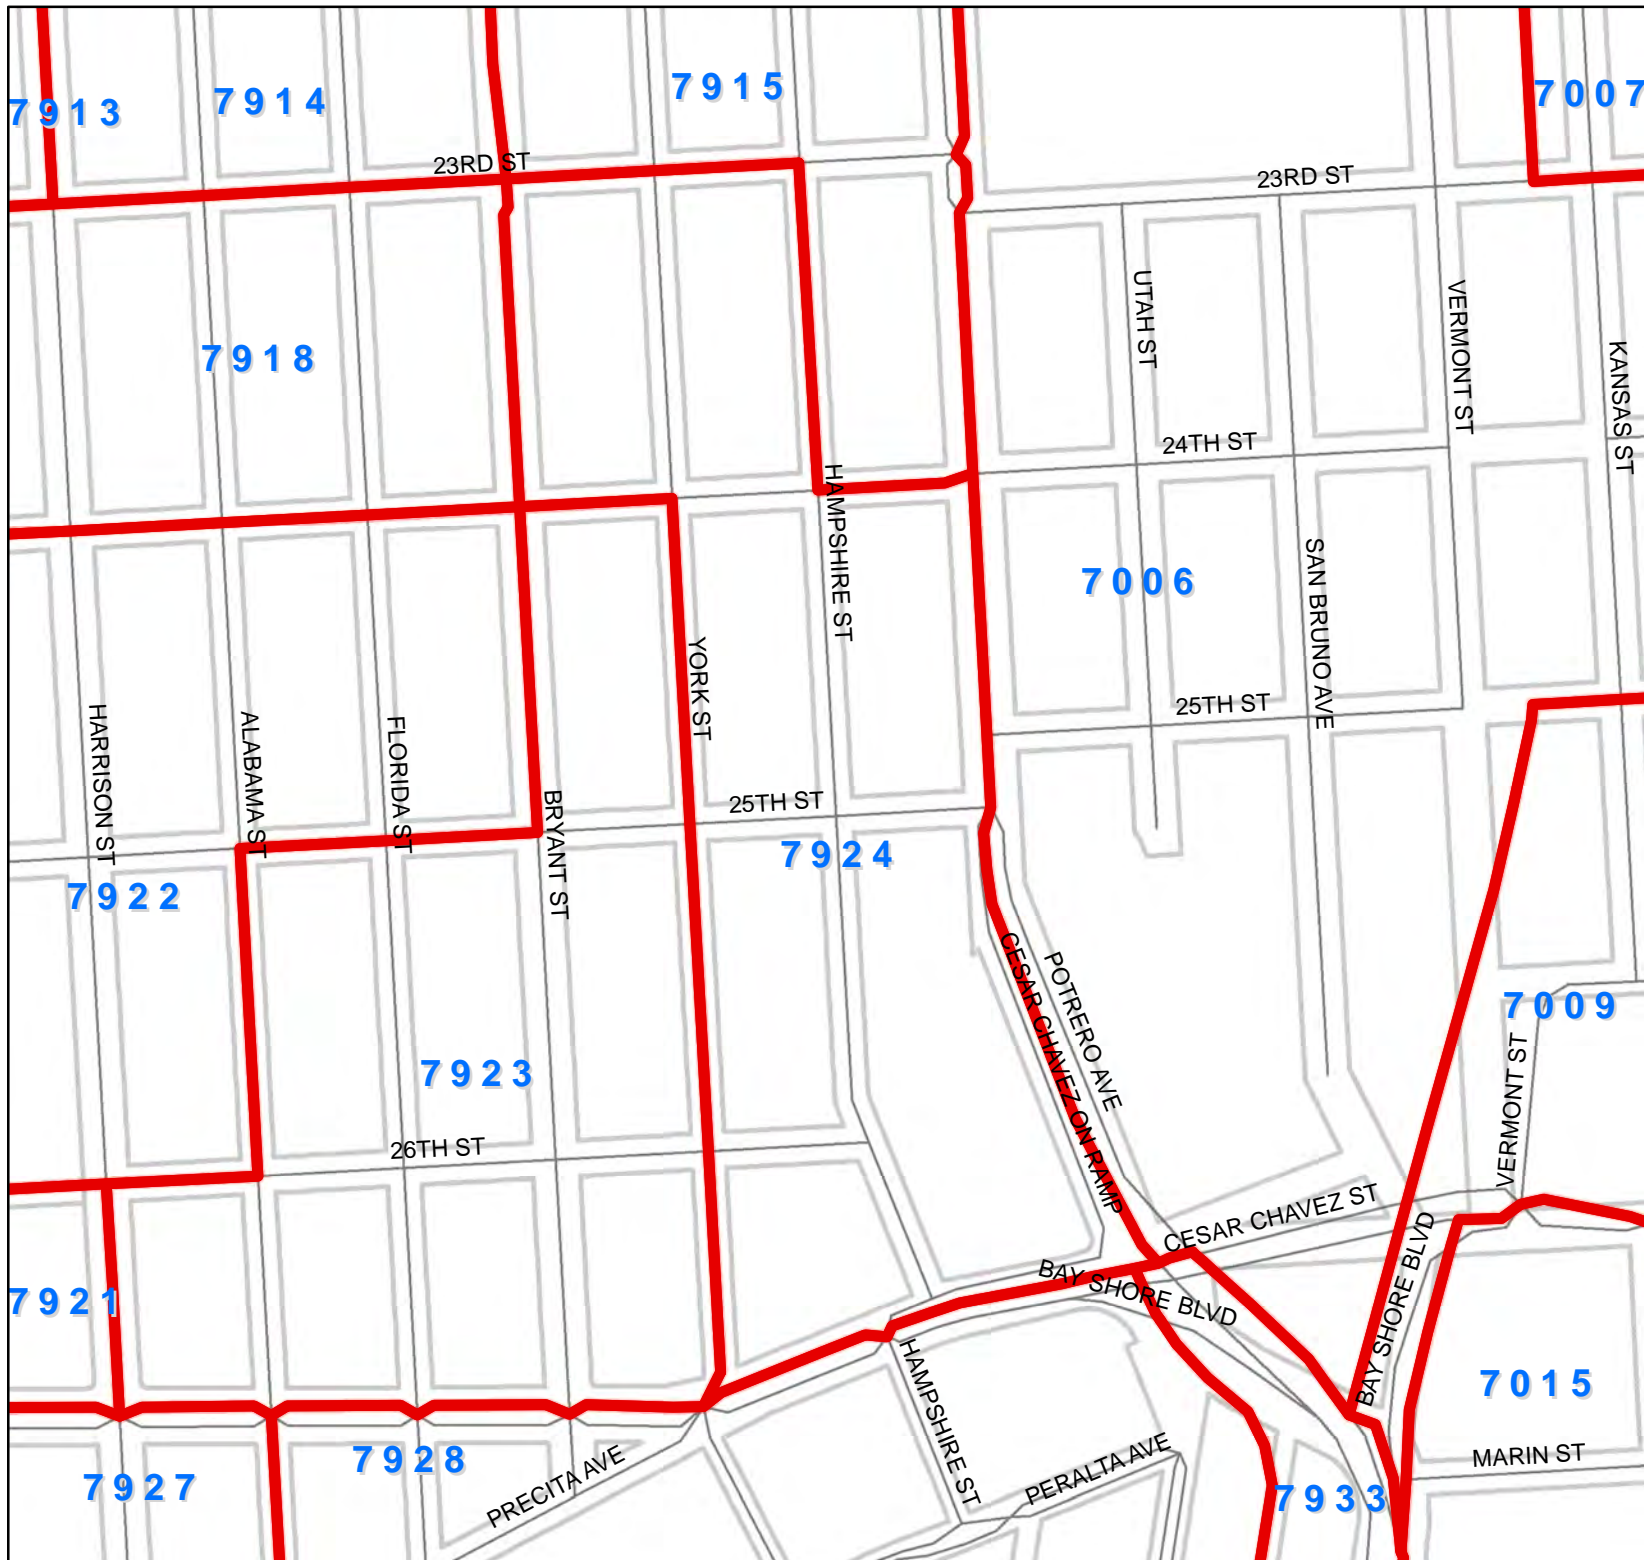 7915
7007
7914
7913
23RD ST
23RD ST
UTAH ST
VERMONT ST
KANSAS ST
7918
24TH ST
HAMPSHIRE ST
SAN BRUNO AVE
7006
YORK ST
25TH ST
HARRISON ST
ALABAMA ST
FLORIDA ST
BRYANT ST
25TH ST
7924
7922
CESAR CHAVEZ ON RAMP
POTRERO AVE
7009
VERMONT ST
7923
26TH ST
CESAR CHAVEZ ST
BAY SHORE BLVD
BAY SHORE BLVD
7921
HAMPSHIRE ST
7015
PERALTA AVE
MARIN ST
7928
PRECITA AVE
7927
7933